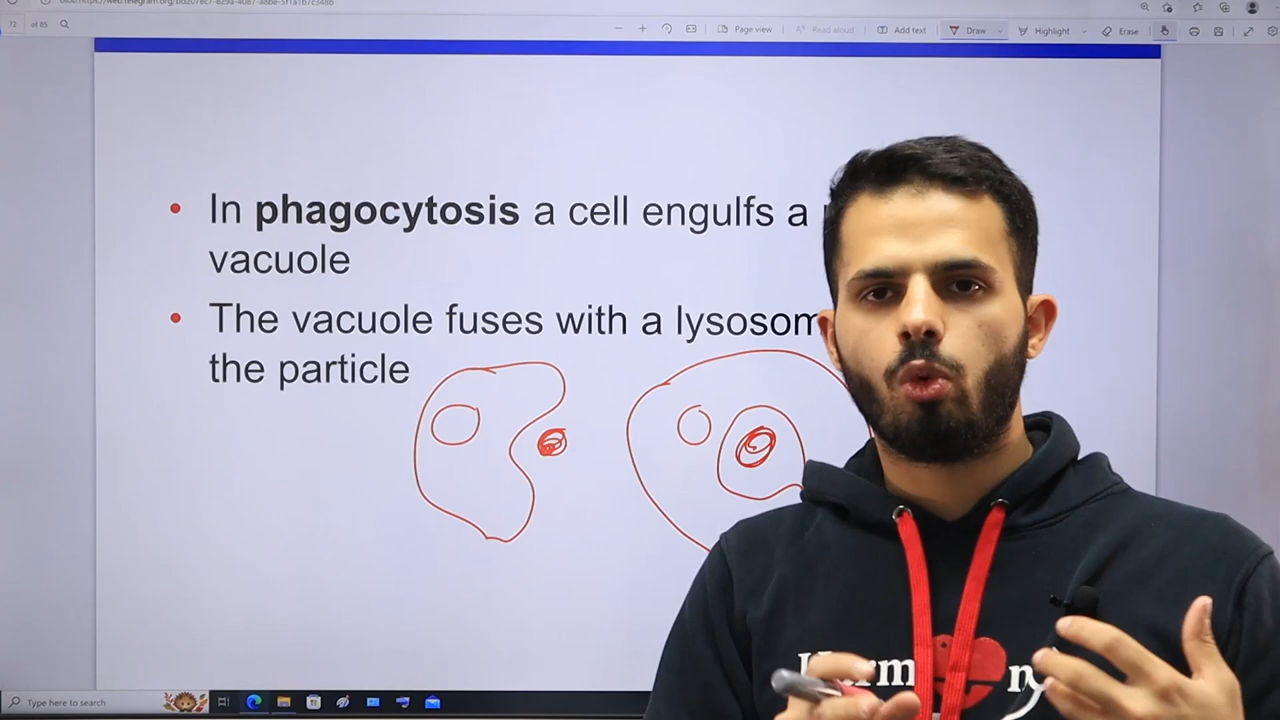 72 of 85
Page view
Read aloud
Add text
Draw
Highlight
Erase
• In phagocytosis a cell engulfs a
vacuole
• The vacuole fuses with a
the particle
Type here to search